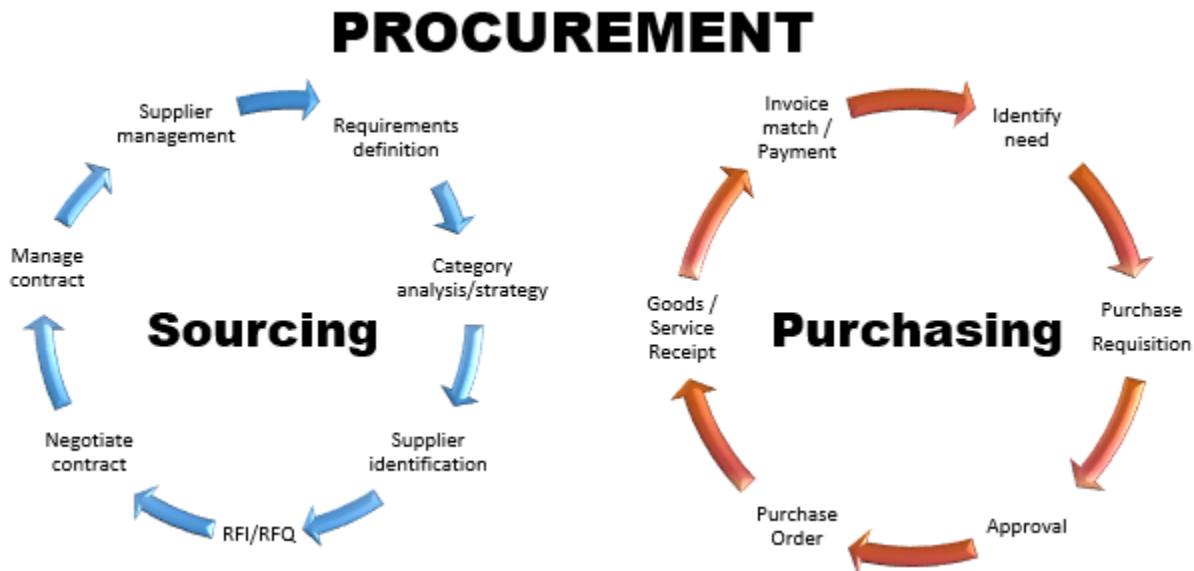 PROCUREMENT
Supplier
management
Requirements
definition
Category
analysis/strategy
Supplier
identification
RFI/RFQ
Negotiate
contract
Manage
contract
Sourcing
Invoice
match /
Payment
Identify
need
Purchase
Requisition
Approval
Purchase
Order
Goods /
Service
Receipt
Purchasing